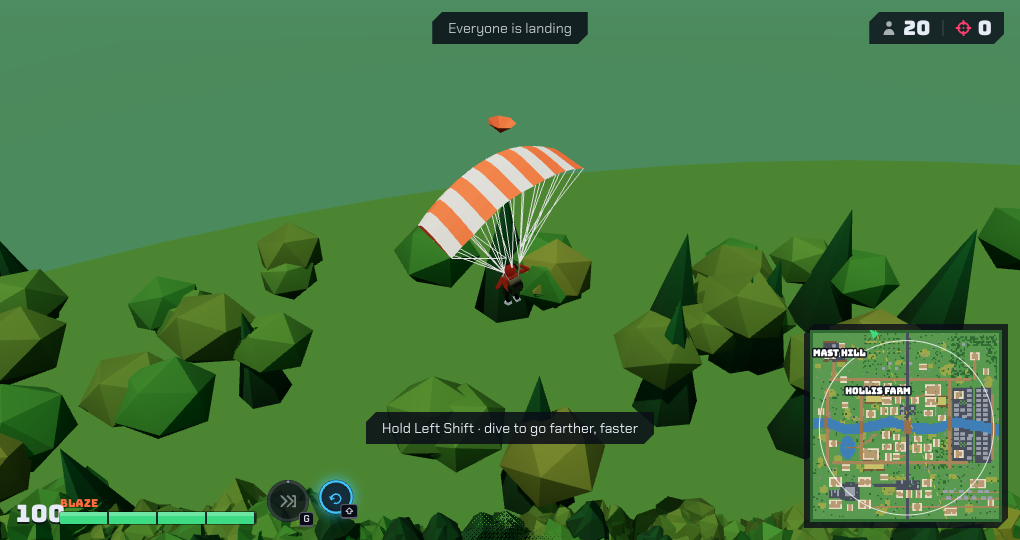 Everyone is landing
20
0
MAST HILL
HOLLIS FARM
Hold Left Shift · dive to go farther, faster
BLAZE
100
G